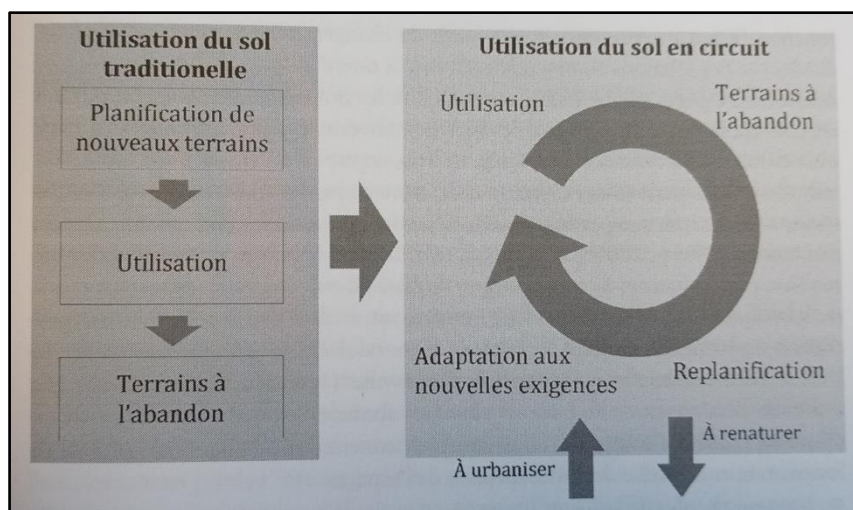 Utilisation du sol
traditionelle
Planification de
nouveaux terrains
Utilisation
Terrains à
l'abandon
Utilisation du sol en circuit
Utilisation
Terrains à
l'abandon
Adaptation aux
nouvelles exigences
Replanification
À urbaniser
À renaturer